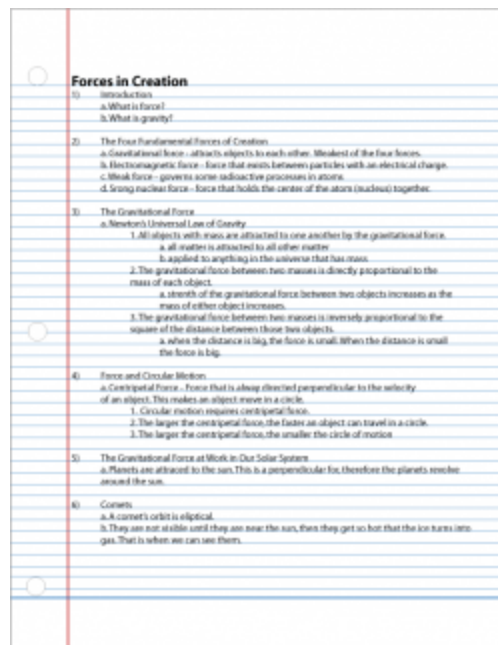 Forces in Creation
1) Introduction
a. What is force?
b. What is gravity?
2) The Four Fundamental Forces of Creation
a. Gravitational force - attracts objects to each other. Weakest of the four forces.
b. Electromagnetic force - force that exists between particles with an electrical charge.
c. Weak force - governs some radioactive processes in atoms.
d. Srong nuclear force - force that holds the center of the atom (nucleus) together.
3) The Gravitational Force
a. Newton's Universal Law of Gravity
1. All objects with mass are attracted to one another by the gravitational force.
a. all matter is attracted to all other matter
b. applied to anything in the universe that has mass
2. The gravitational force between two masses is directly proportional to the
mass of each object.
a. strenth of the gravitational force between two objects increases as the
mass of either object increases.
3. The gravitational force between two masses is inversely proportional to the
square of the distance between those two objects.
a. when the distance is big, the force is small. When the distance is small
the force is big.
4) Force and Circular Motion
a. Centripetal Force - Force that is alway directed perpendicular to the velocity
of an object. This makes an object move in a circle.
1. Circular motion requires centripetal force.
2. The larger the centripetal force, the faster an object can travel in a circle.
3. The larger the centripetal force, the smaller the circle of motion
5) The Gravitational Force at Work in Our Solar System
a. Planets are attraced to the sun. This is a perpendicular for, therefore the planets revolve
around the sun.
6) Comets
a. A comet's orbit is eliptical.
b. They are not visible until they are near the sun, then they get so hot that the ice turns into
gas. That is when we can see them.